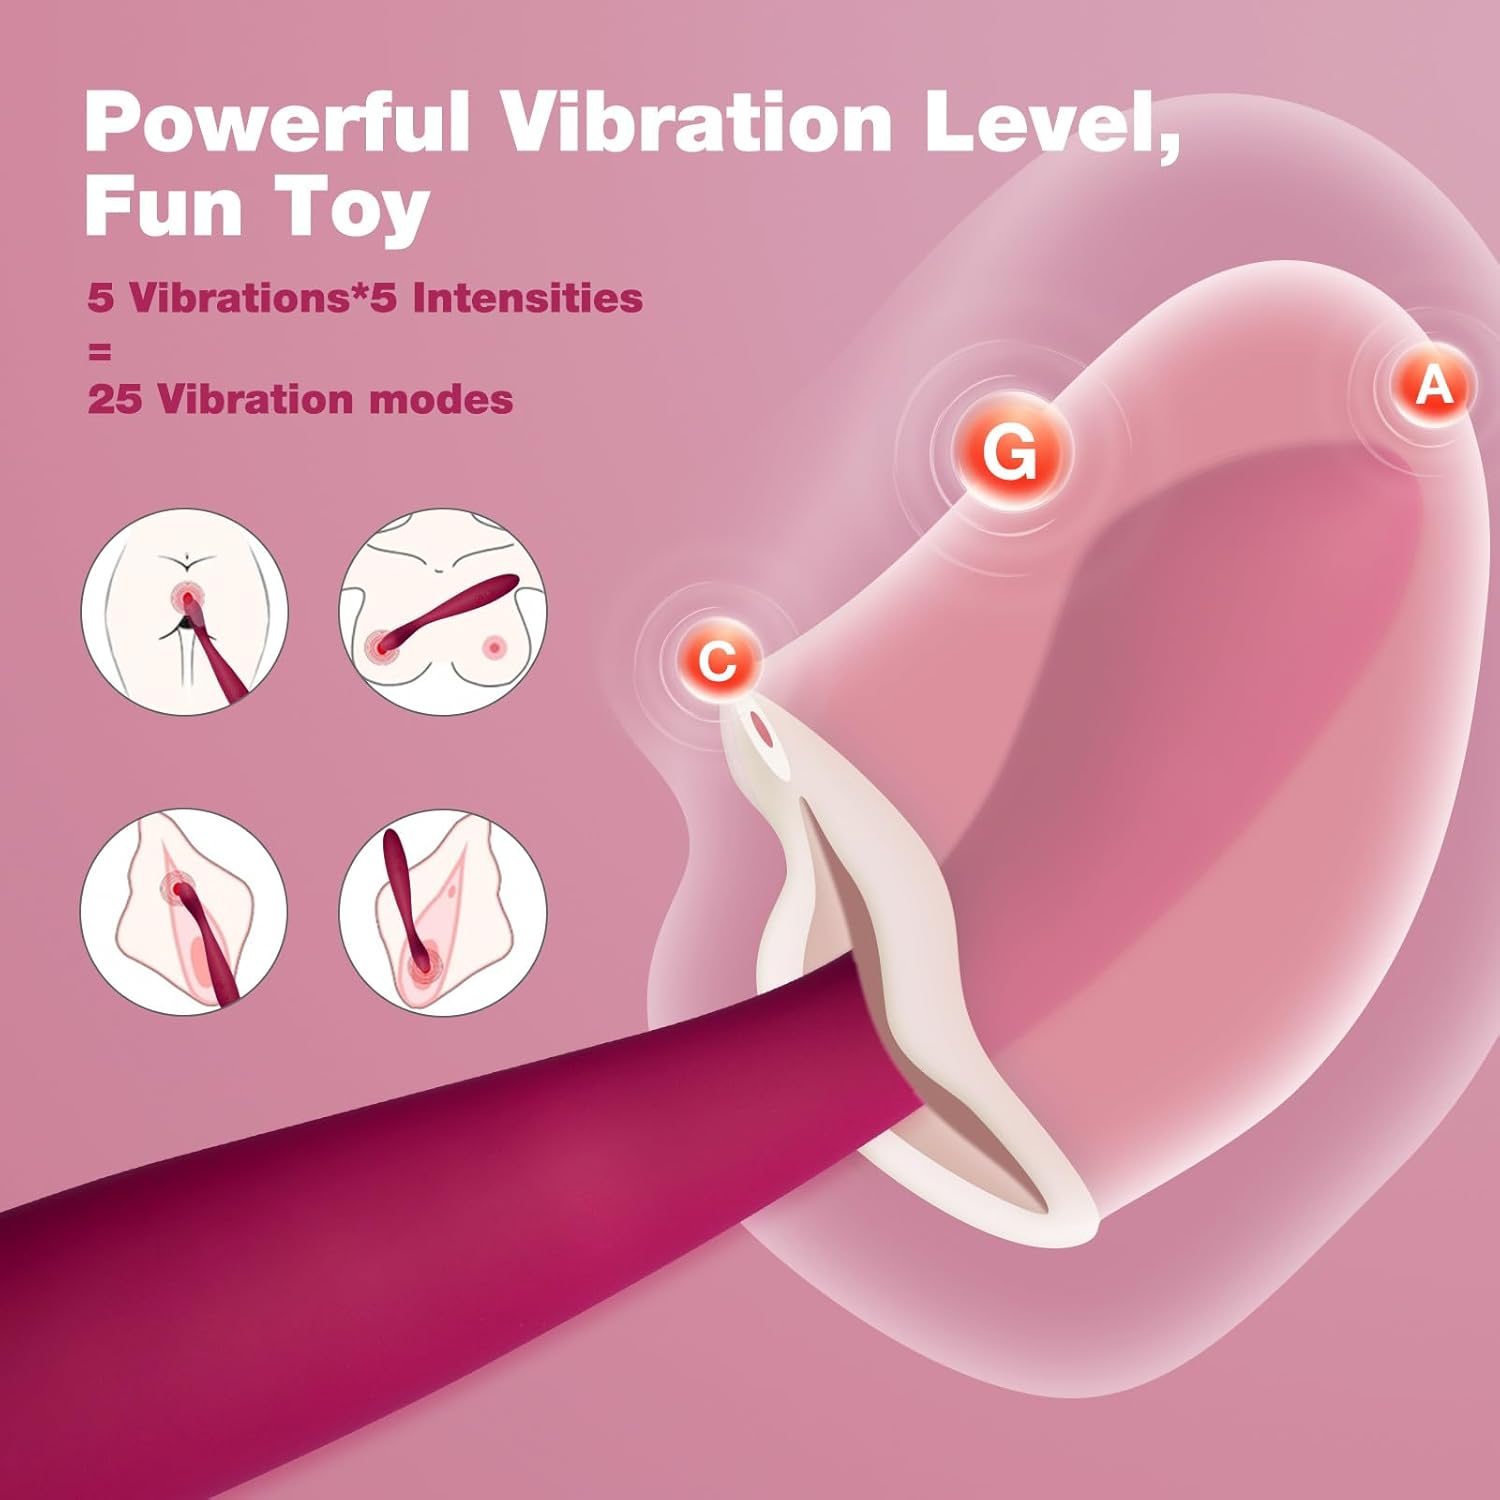 Powerful Vibration Level,
Fun Toy
5 Vibrations*5 Intensities
=
25 Vibration modes
A
G
C